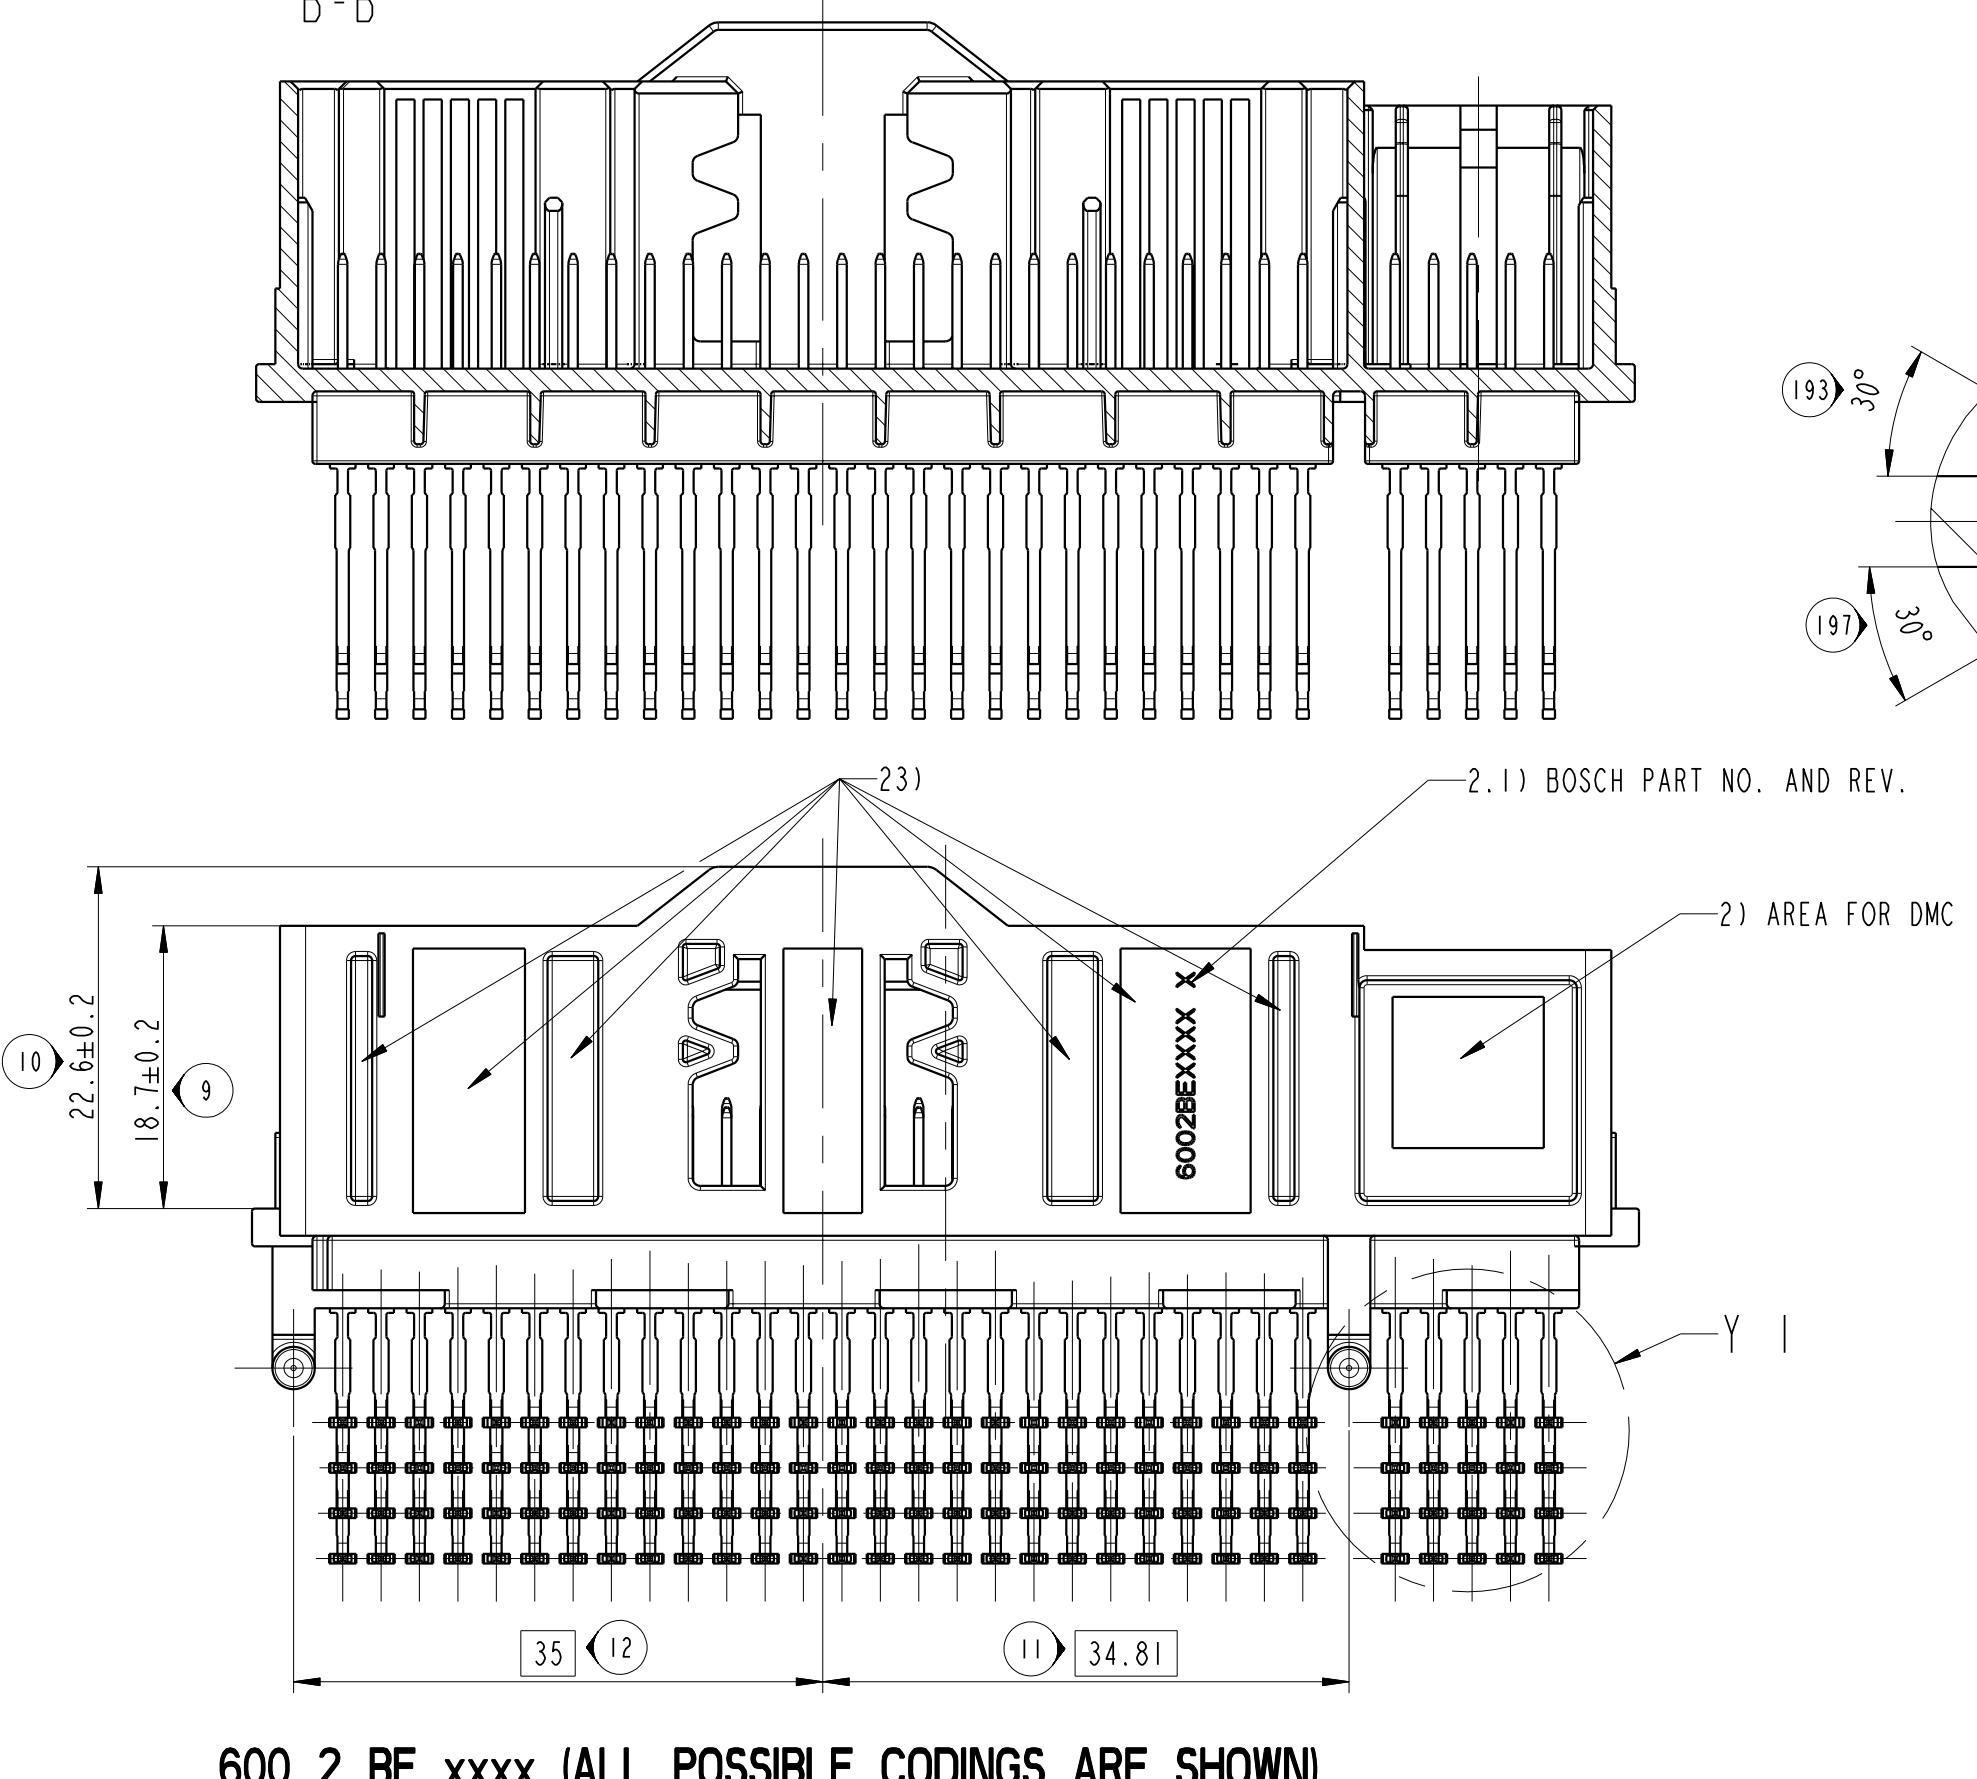 B-B
193
30°
197
30°
23)
2.1) BOSCH PART NO. AND REV.
2) AREA FOR DMC
10
22.6±0.2
18.7±0.2
9
6002BEXXXX X
Y 1
35
12
11
34.81
600 2 BE xxxx (ALL POSSIBLE CODINGS ARE SHOWN)